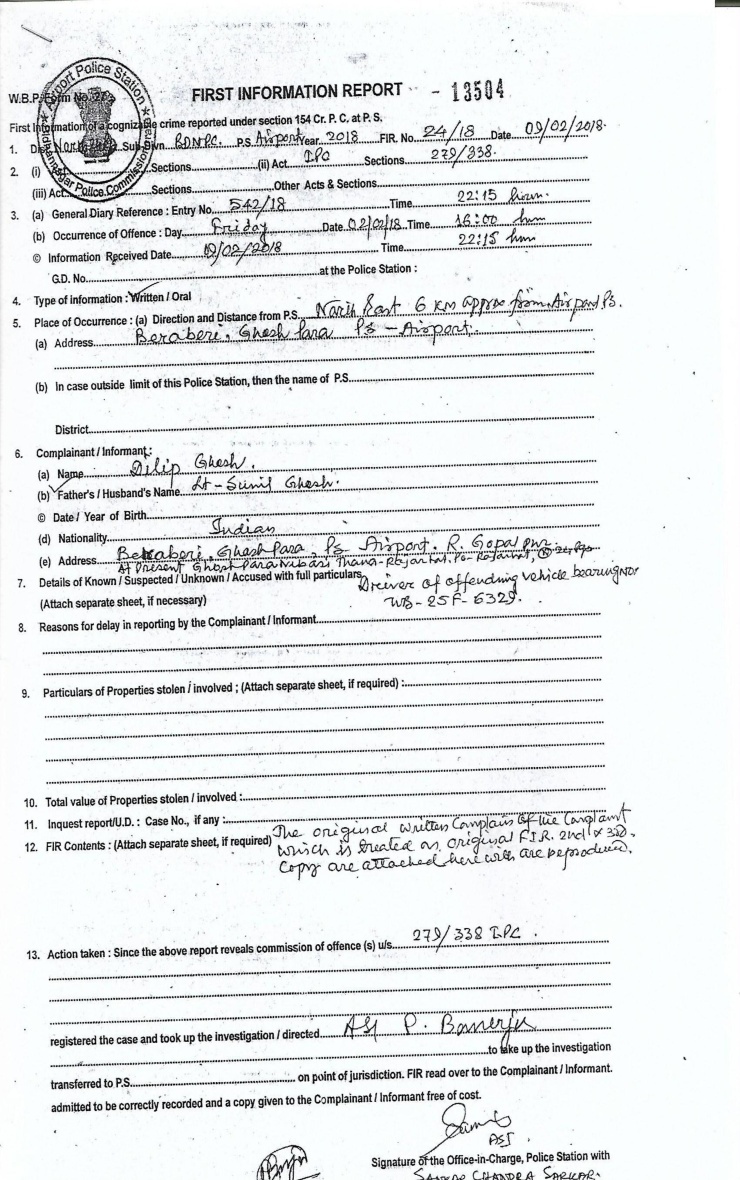 Airport Police Station
W.B.P. Form No. 27
FIRST INFORMATION REPORT - 13504
First Information of a cognizable crime reported under section 154 Cr. P. C. at P. S.
1. Sub Dvn. BDNPC. P.S Airport Year 2018 FIR. No. 24/18 Date 09/02/2018.
2. (i) Sections (ii) Act IPC Sections 279/338.
(iii) Act Sections Other Acts & Sections
3. (a) General Diary Reference : Entry No. 542/18 Time 22:15 hrs.
(b) Occurrence of Offence : Day Friday Date 02/02/18 Time 16:00 hrs
© Information Received Date 09/02/2018 Time 22:15 hrs
G.D. No. at the Police Station :
4. Type of information : Written / Oral
5. Place of Occurrence : (a) Direction and Distance from P.S. North East 6 KM approx from Airport PS.
(a) Address Beraberi, Ghosh Para PS - Airport.
(b) In case outside limit of this Police Station, then the name of P.S.
District
6. Complainant / Informant :
(a) Name Dilip Ghosh.
(b) Father's / Husband's Name Lt - Sunil Ghosh.
© Date / Year of Birth
(d) Nationality Indian
(e) Address Beraberi, Ghosh Para, PS Airport. R. Gopalpur.
At Present Ghosh Para Thana - Rajarhat. Po - Rajarhat,
7. Details of Known / Suspected / Unknown / Accused with full particulars Driver of offending vehicle bearing No.
(Attach separate sheet, if necessary) WB - 25F - 6329.
8. Reasons for delay in reporting by the Complainant / Informant
9. Particulars of Properties stolen / involved ; (Attach separate sheet, if required) :
10. Total value of Properties stolen / involved :
11. Inquest report/U.D. : Case No., if any :
The original written Complain of the Complaint
12. FIR Contents : (Attach separate sheet, if required) which is treated as original F.I.R. 2nd & 3rd.
Copy are attached here with are reproduced.
13. Action taken : Since the above report reveals commission of offence (s) u/s. 279/338 IPC.
registered the case and took up the investigation / directed ASI P. Banerjee
to take up the investigation
transferred to P.S. on point of jurisdiction. FIR read over to the Complainant / Informant.
admitted to be correctly recorded and a copy given to the Complainant / Informant free of cost.
ASI
Signature of the Office-in-Charge, Police Station with
CHANDRA SARKAR.